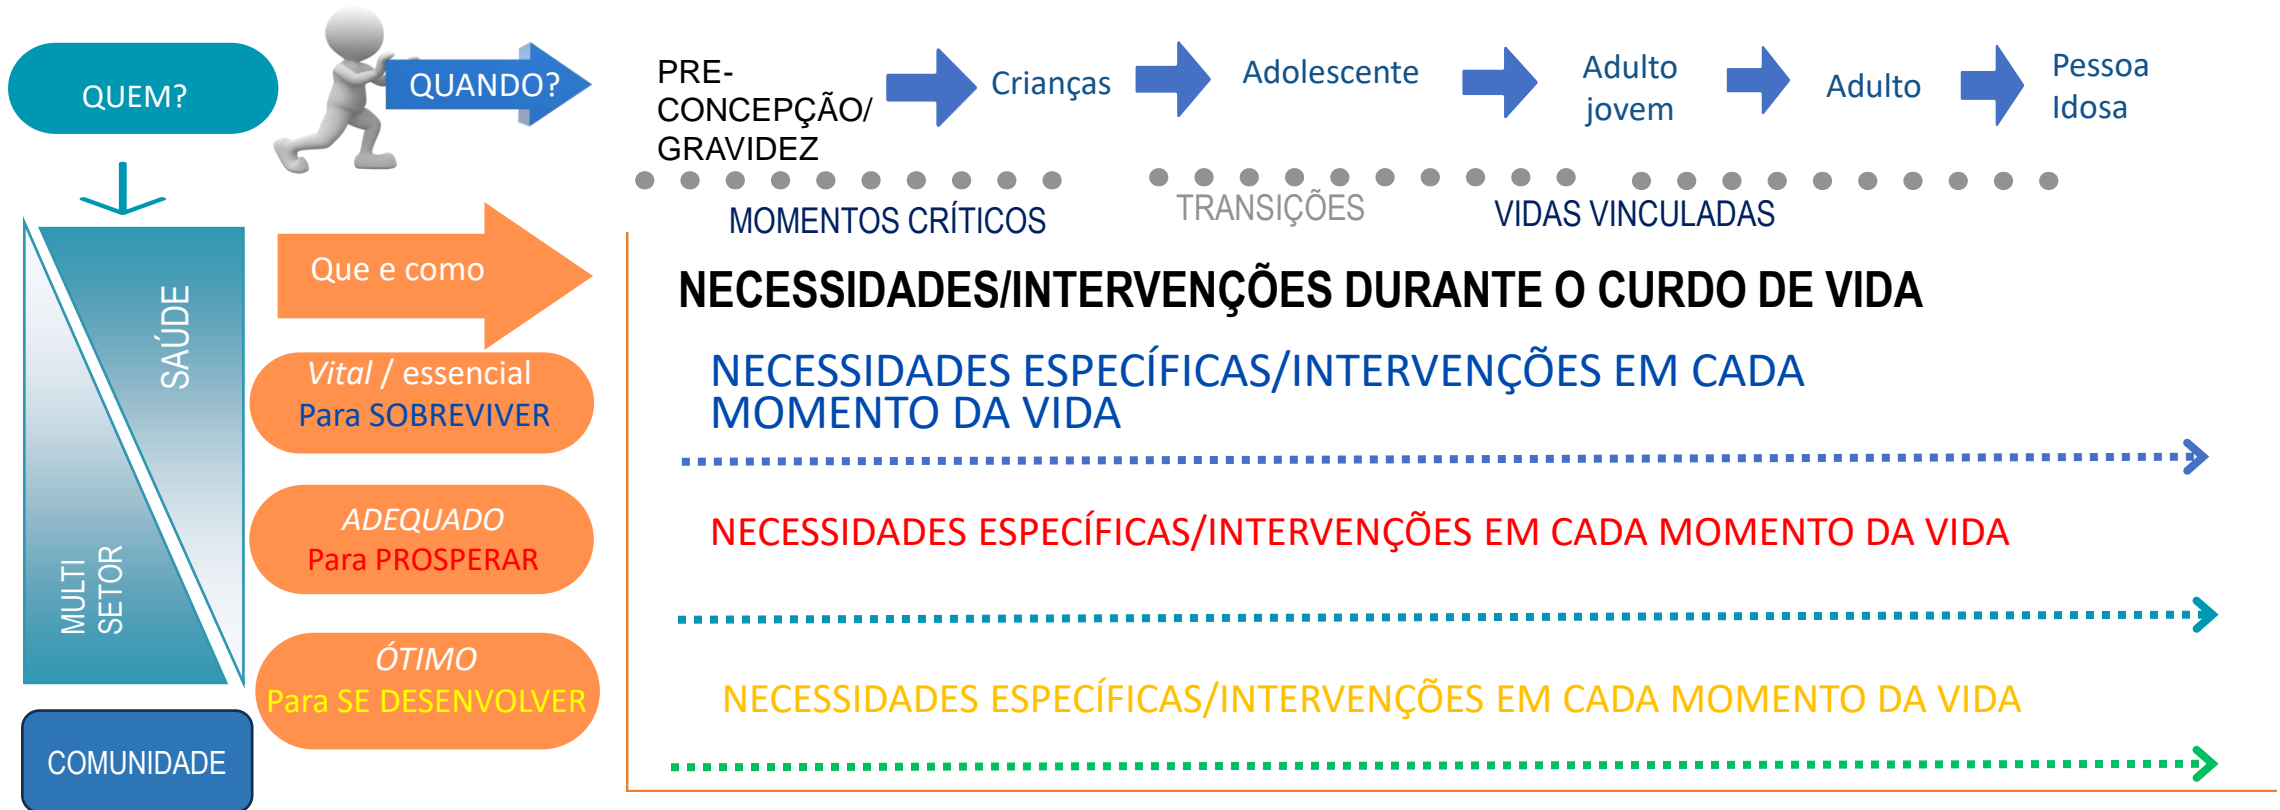 QUEM?
QUANDO?
PRE-
CONCEPÇÃO/
GRAVIDEZ
Crianças
Adolescente
Adulto
jovem
Adulto
Pessoa
Idosa
MOMENTOS CRÍTICOS
TRANSIÇÕES
VIDAS VINCULADAS
SAÚDE
MULTI
SETOR
COMUNIDADE
Que e como
NECESSIDADES/INTERVENÇÕES DURANTE O CURDO DE VIDA
Vital / essencial
Para SOBREVIVER
NECESSIDADES ESPECÍFICAS/INTERVENÇÕES EM CADA
MOMENTO DA VIDA
ADEQUADO
Para PROSPERAR
NECESSIDADES ESPECÍFICAS/INTERVENÇÕES EM CADA MOMENTO DA VIDA
ÓTIMO
Para SE DESENVOLVER
NECESSIDADES ESPECÍFICAS/INTERVENÇÕES EM CADA MOMENTO DA VIDA